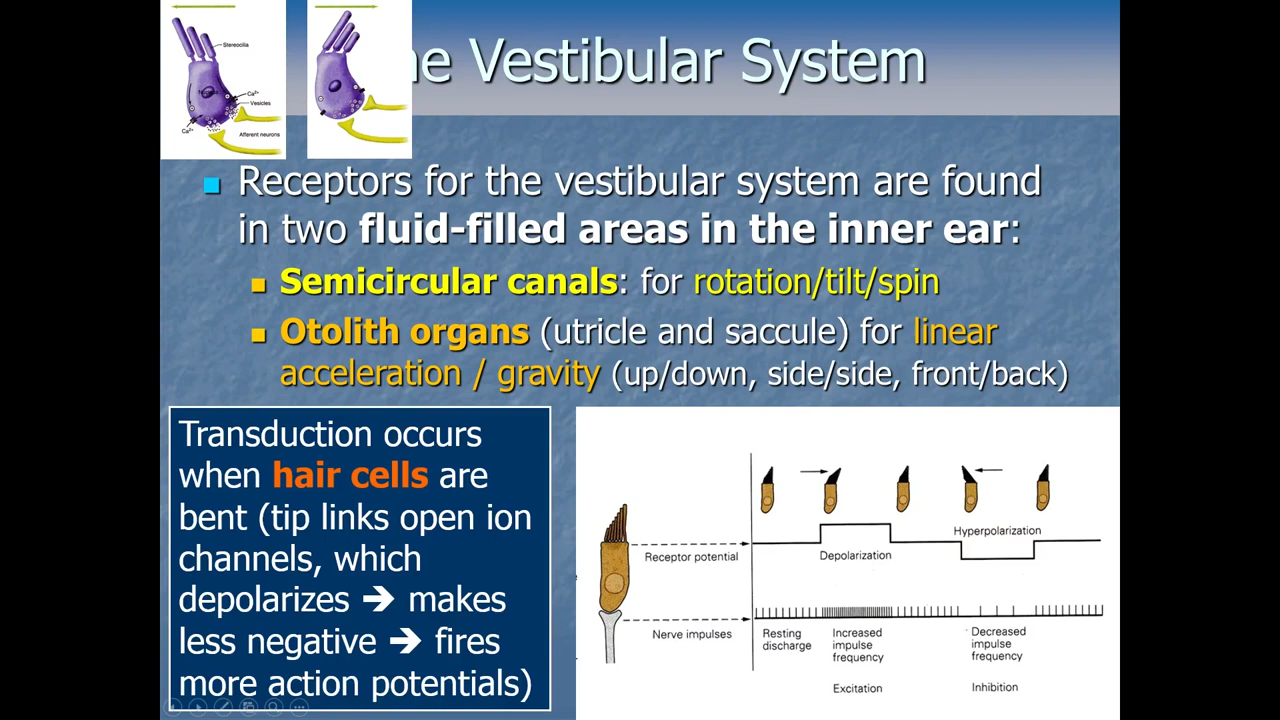 Stereocilia
Nucleus
Ca2+
Vesicles
Ca2+
Afferent neurons
Vestibular System
Receptors for the vestibular system are found
in two fluid-filled areas in the inner ear:
Semicircular canals: for rotation/tilt/spin
Otolith organs (utricle and saccule) for linear
acceleration / gravity (up/down, side/side, front/back)
Transduction occurs
when hair cells are
bent (tip links open ion
channels, which
depolarizes ➔ makes
less negative ➔ fires
more action potentials)
Hyperpolarization
Receptor potential
Depolarization
Nerve impulses
Resting
discharge
Increased
impulse
frequency
Decreased
impulse
frequency
Excitation
Inhibition